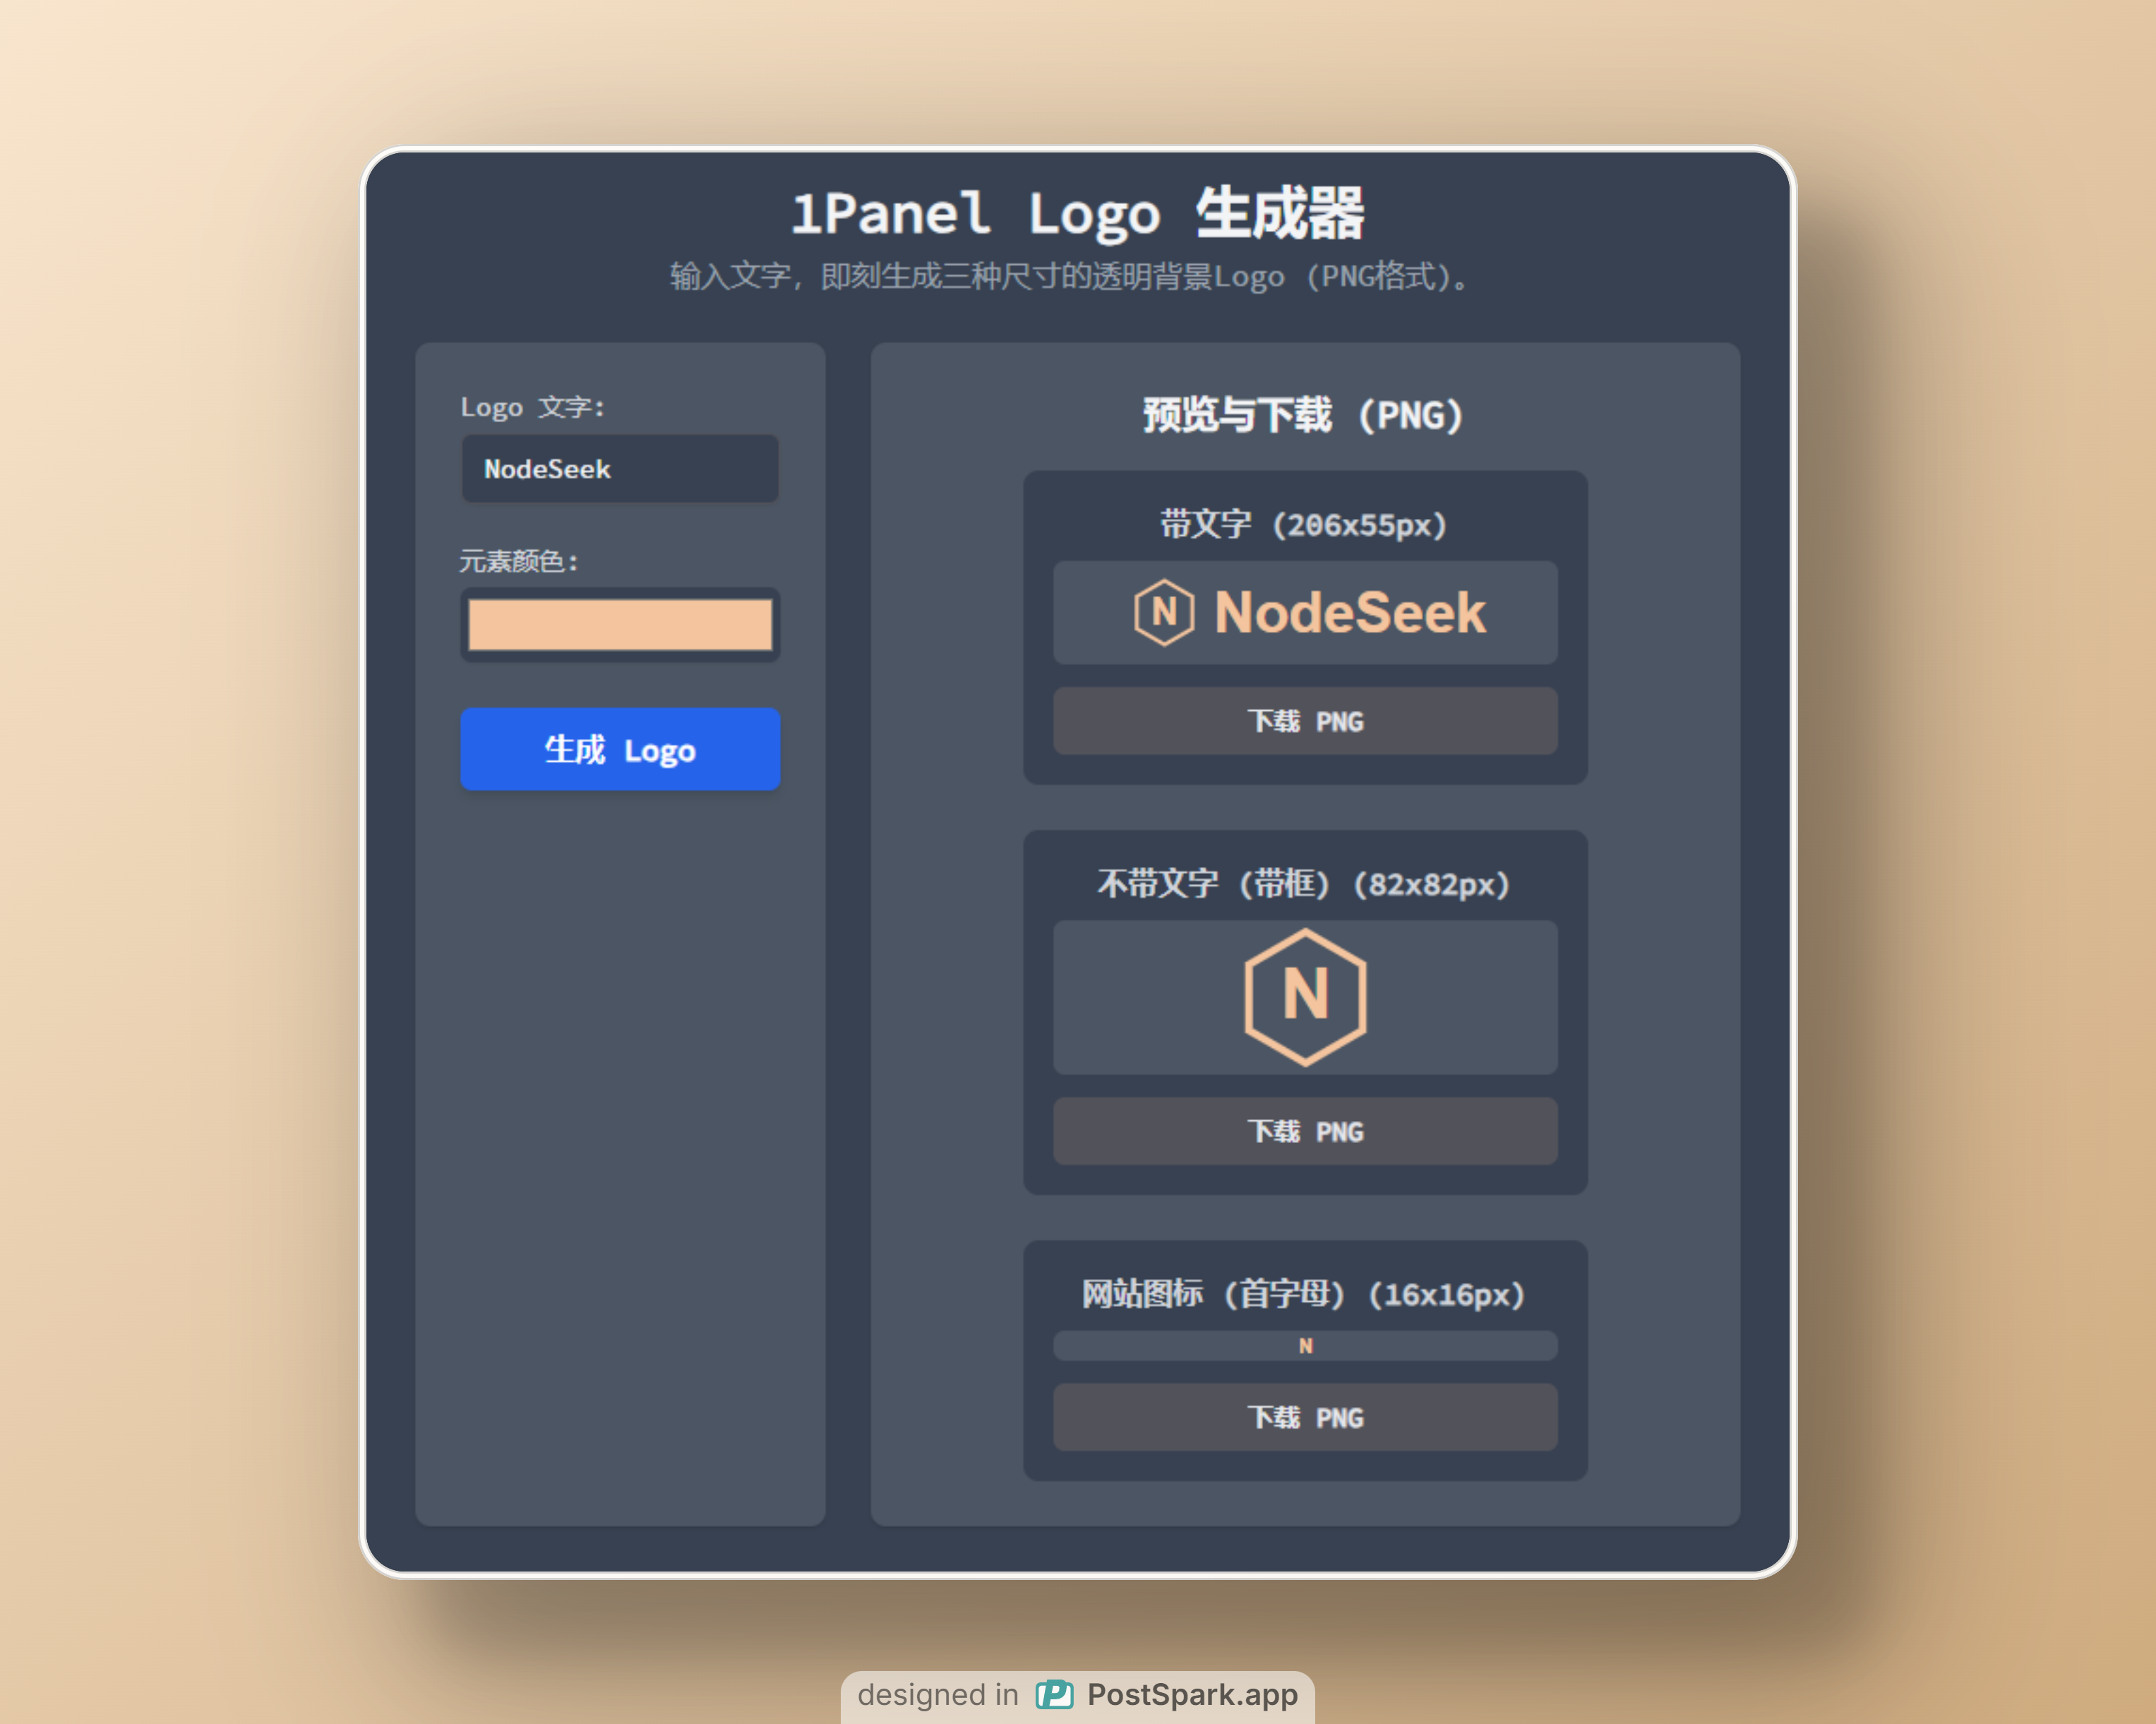 1Panel Logo 生成器
输入文字，即刻生成三种尺寸的透明背景Logo (PNG格式)。
Logo 文字:
NodeSeek
元素颜色:
生成 Logo
预览与下载 (PNG)
带文字 (206x55px)
N NodeSeek
下载 PNG
不带文字 (带框) (82x82px)
N
下载 PNG
网站图标 (首字母) (16x16px)
N
下载 PNG
designed in P PostSpark.app